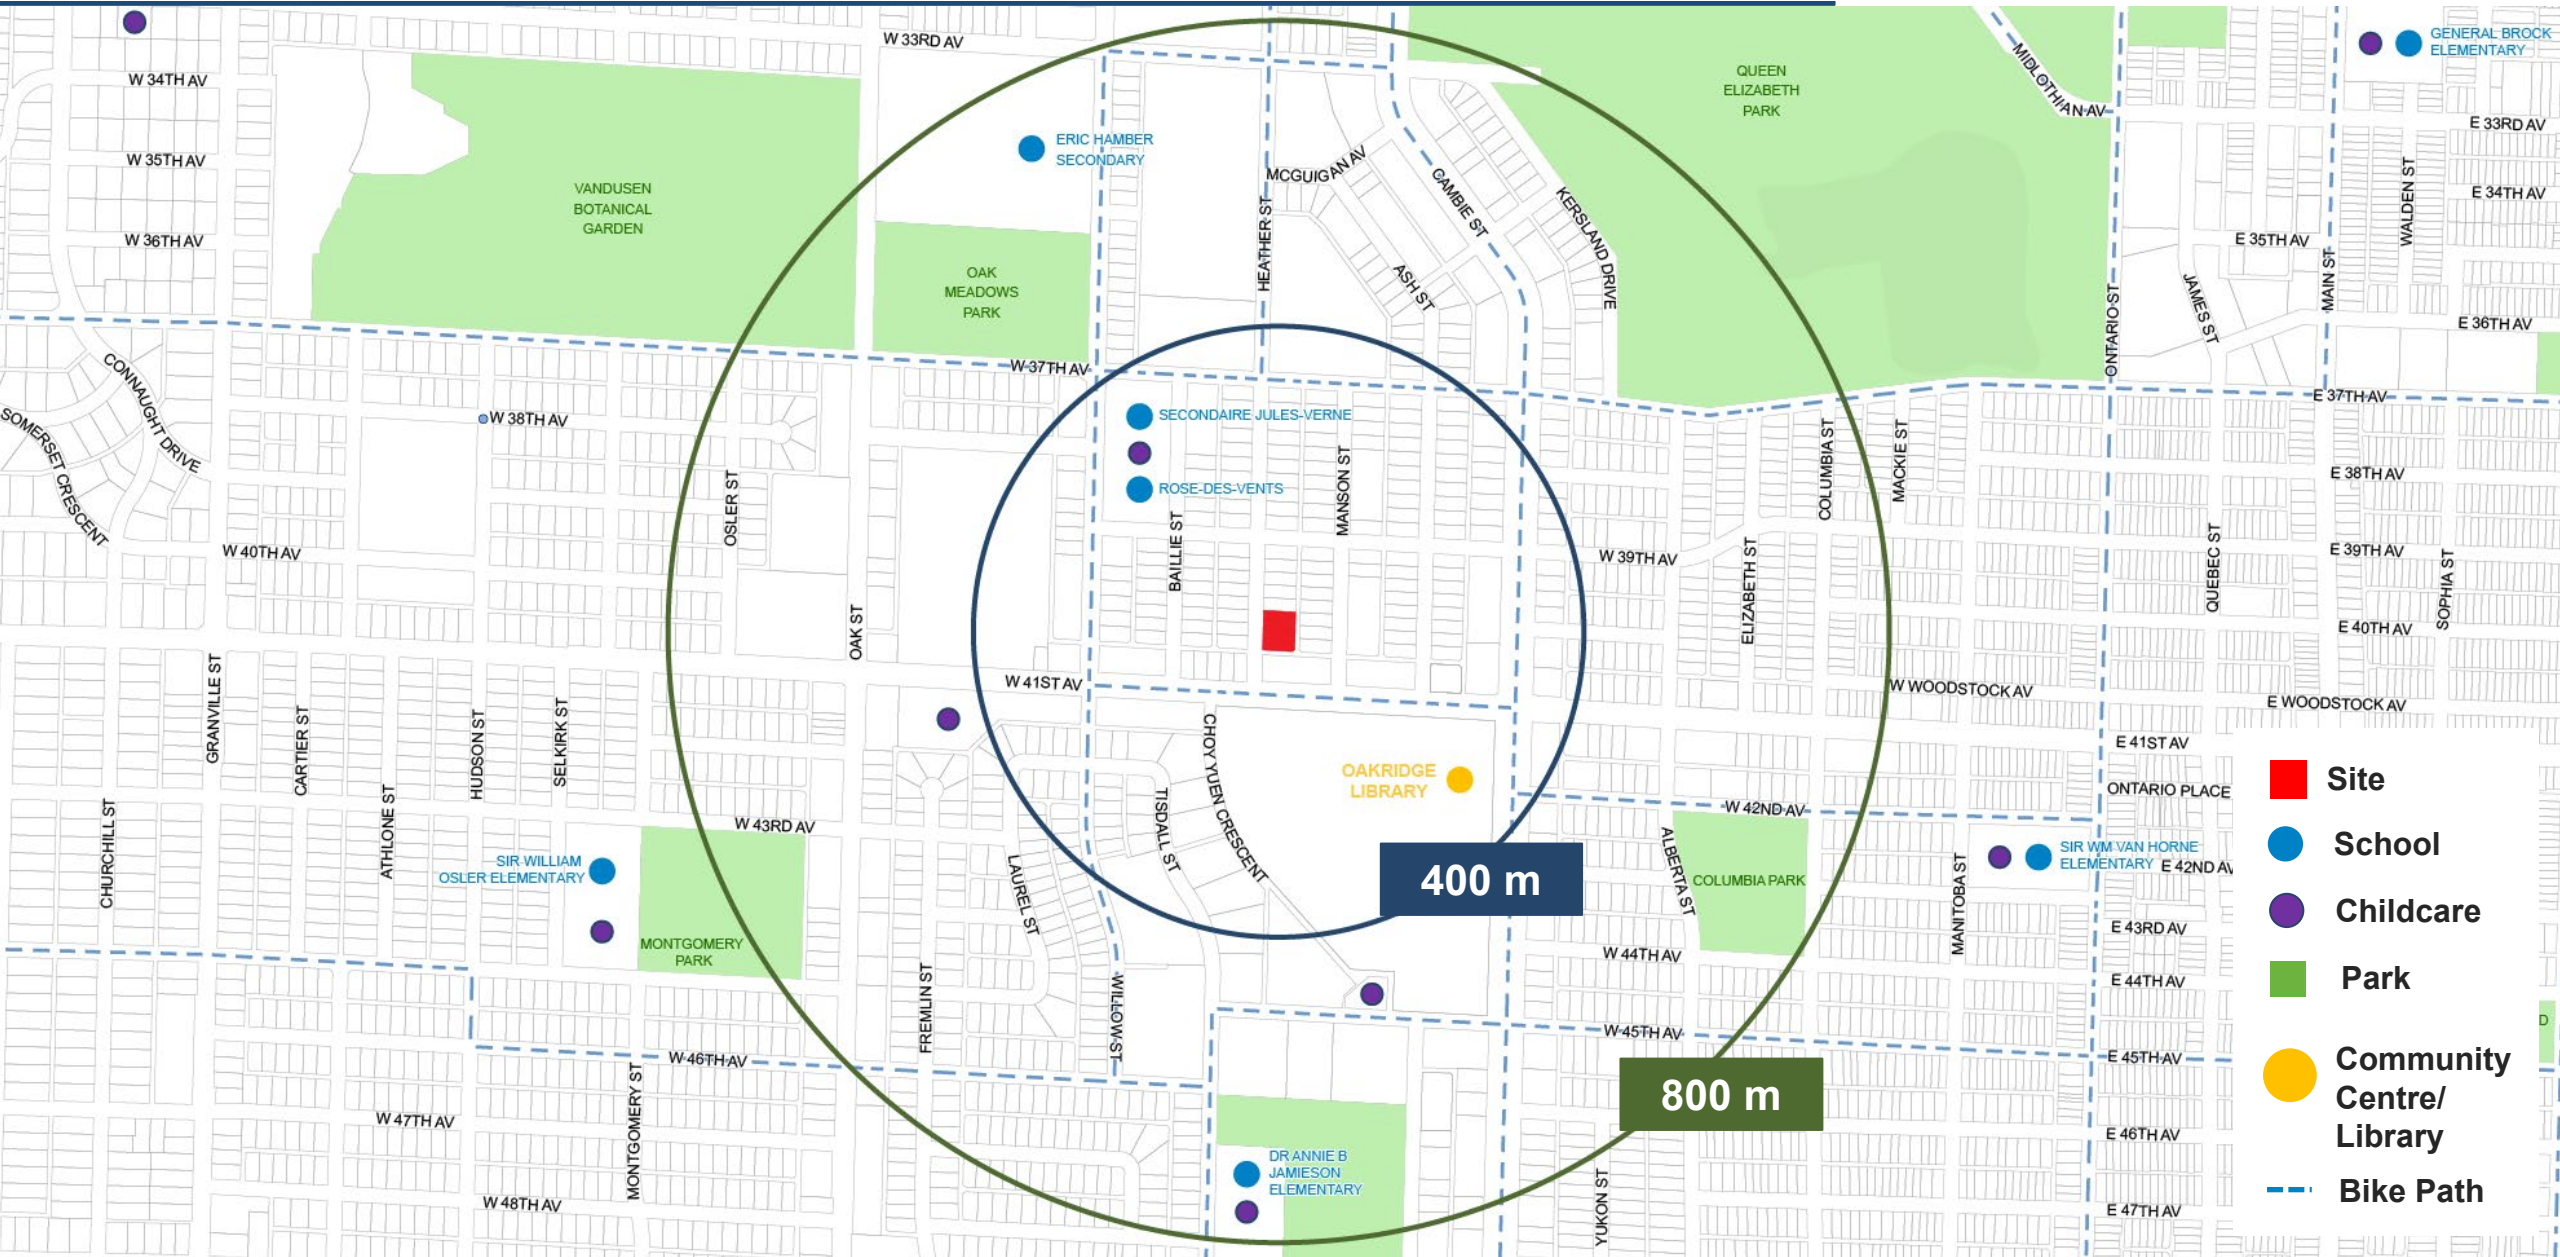 W 33RD AV
GENERAL BROCK
ELEMENTARY
MIDLOTHIAN AV
W 34TH AV
QUEEN
ELIZABETH
PARK
E 33RD AV
ERIC HAMBER
SECONDARY
W 35TH AV
MCGUIGAN AV
CAMBIE ST
KERSLAND DRIVE
WALDEN ST
E 34TH AV
VANDUSEN
BOTANICAL
GARDEN
HEATHER ST
W 36TH AV
E 35TH AV
OAK
MEADOWS
PARK
ASH ST
ONTARIO ST
JAMES ST
MAIN ST
E 36TH AV
CONNAUGHT DRIVE
W 37TH AV
E 37TH AV
SOMERSET CRESCENT
W 38TH AV
SECONDAIRE JULES-VERNE
ROSE-DES-VENTS
MANSON ST
COLUMBIA ST
MACKIE ST
E 38TH AV
OSLER ST
BAILLIE ST
W 40TH AV
W 39TH AV
ELIZABETH ST
QUEBEC ST
E 39TH AV
SOPHIA ST
OAK ST
E 40TH AV
GRANVILLE ST
W 41ST AV
W WOODSTOCK AV
E WOODSTOCK AV
CARTIER ST
HUDSON ST
SELKIRK ST
CHOY YUEN CRESCENT
E 41ST AV
OAKRIDGE
LIBRARY
Site
ONTARIO PLACE
CHURCHILL ST
ATHLONE ST
W 43RD AV
TISDALL ST
W 42ND AV
School
SIR WILLIAM
OSLER ELEMENTARY
LAUREL ST
400 m
ALBERTA ST
COLUMBIA PARK
MANITOBA ST
SIR WM VAN HORNE
ELEMENTARY
E 42ND AV
Childcare
MONTGOMERY
PARK
E 43RD AV
W 44TH AV
E 44TH AV
Park
FREMLIN ST
WILLOW ST
W 45TH AV
D
W 46TH AV
E 45TH AV
Community
Centre/
Library
800 m
MONTGOMERY ST
W 47TH AV
E 46TH AV
DR ANNIE B
JAMIESON
ELEMENTARY
Bike Path
W 48TH AV
YUKON ST
E 47TH AV